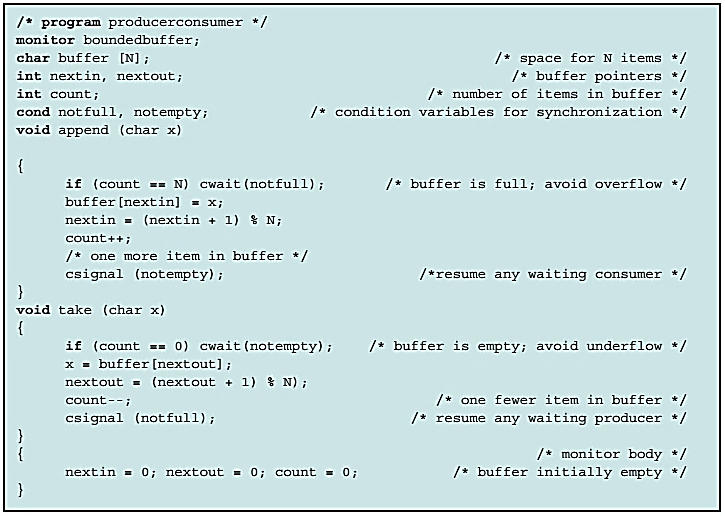 /* program producerconsumer */
monitor boundedbuffer;
char buffer [N]; /* space for N items */
int nextin, nextout; /* buffer pointers */
int count; /* number of items in buffer */
cond notfull, notempty; /* condition variables for synchronization */
void append (char x)
{
if (count == N) cwait(notfull); /* buffer is full; avoid overflow */
buffer[nextin] = x;
nextin = (nextin + 1) % N;
count++;
/* one more item in buffer */
csignal (notempty); /*resume any waiting consumer */
}
void take (char x)
{
if (count == 0) cwait(notempty); /* buffer is empty; avoid underflow */
x = buffer[nextout];
nextout = (nextout + 1) % N);
count--; /* one fewer item in buffer */
csignal (notfull); /* resume any waiting producer */
}
{ /* monitor body */
nextin = 0; nextout = 0; count = 0; /* buffer initially empty */
}